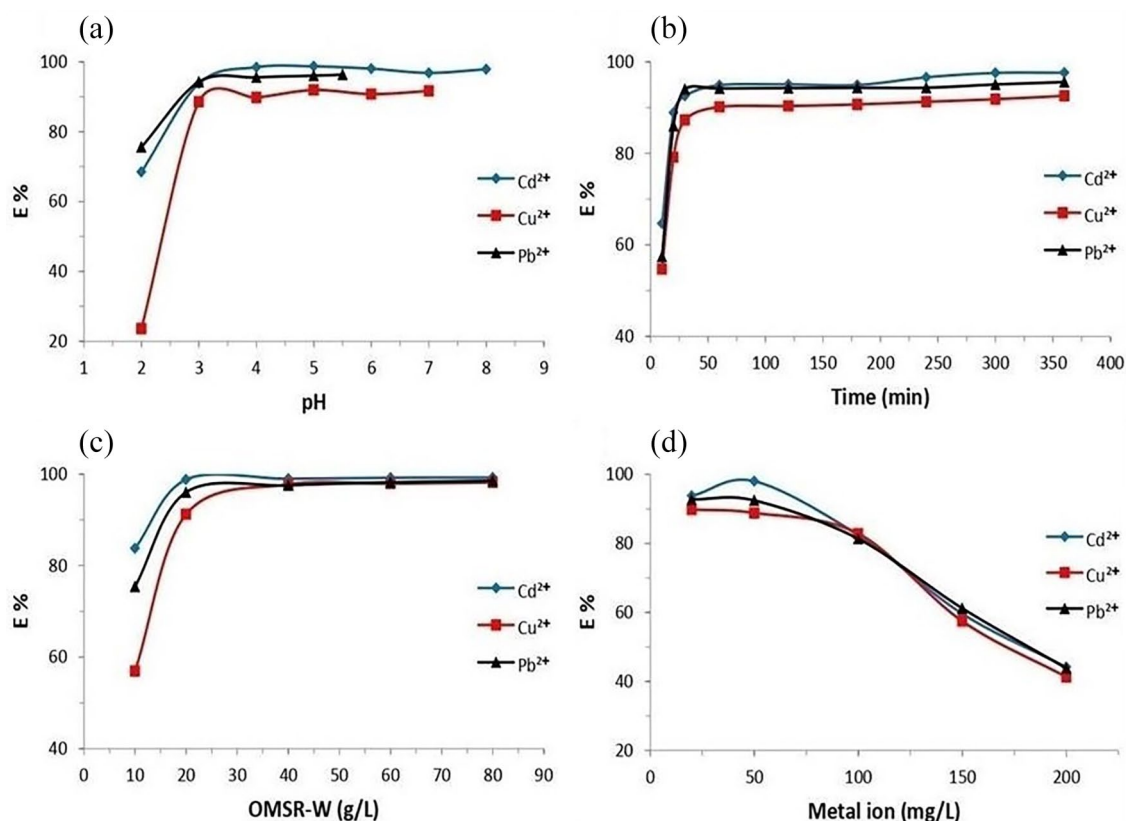 (a)
100
80
60
40
20
E %
1 2 3 4 5 6 7 8 9
pH
Cd²⁺
Cu²⁺
Pb²⁺
(b)
100
80
60
40
E %
0 50 100 150 200 250 300 350 400
Time (min)
Cd²⁺
Cu²⁺
Pb²⁺
(c)
100
80
60
40
E %
0 10 20 30 40 50 60 70 80 90
OMSR-W (g/L)
Cd²⁺
Cu²⁺
Pb²⁺
(d)
100
80
60
40
20
E %
0 50 100 150 200
Metal ion (mg/L)
Cd²⁺
Cu²⁺
Pb²⁺